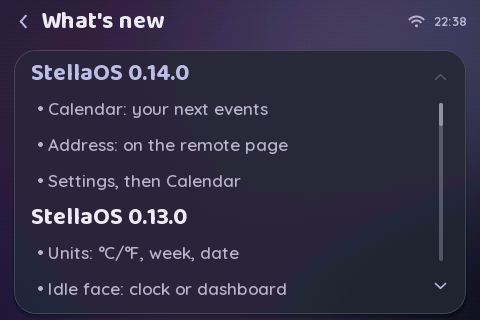 What's new
22:38
StellaOS 0.14.0
• Calendar: your next events
• Address: on the remote page
• Settings, then Calendar
StellaOS 0.13.0
• Units: °C/°F, week, date
• Idle face: clock or dashboard